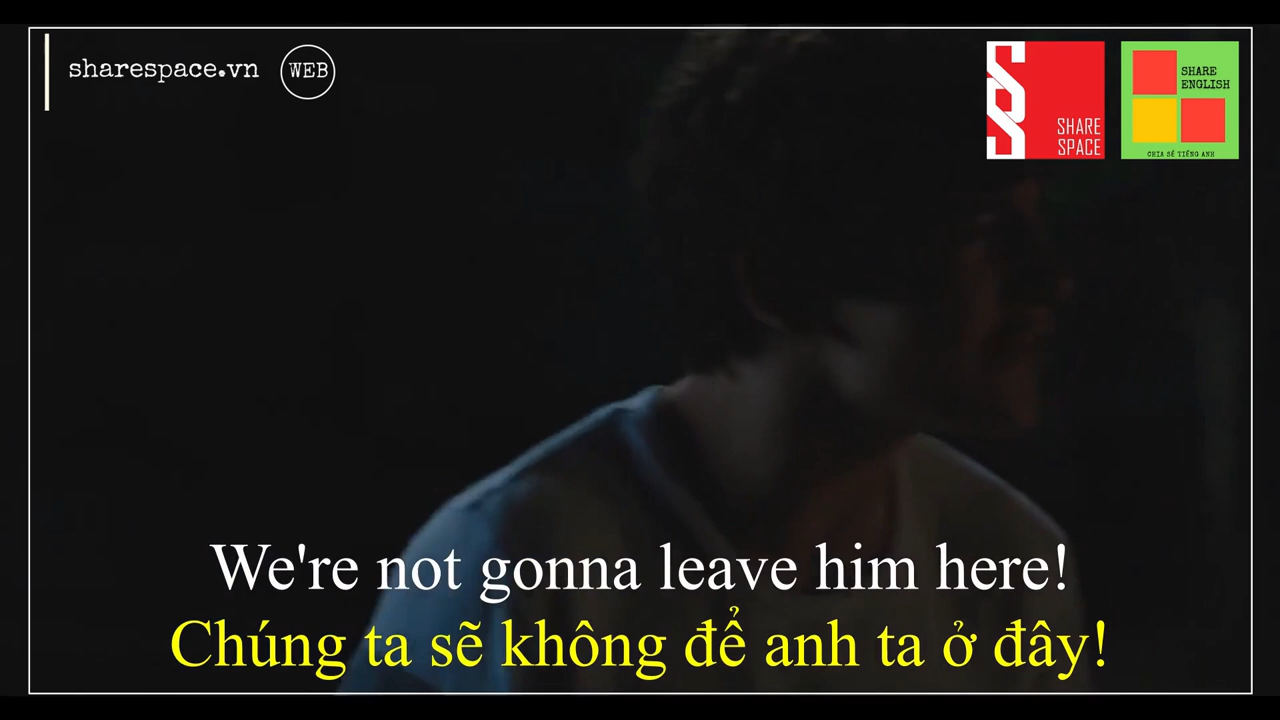 sharespace.vn WEB
SHARE
SPACE
SHARE
ENGLISH
CHIA SẺ TIẾNG ANH
We're not gonna leave him here!
Chúng ta sẽ không để anh ta ở đây!